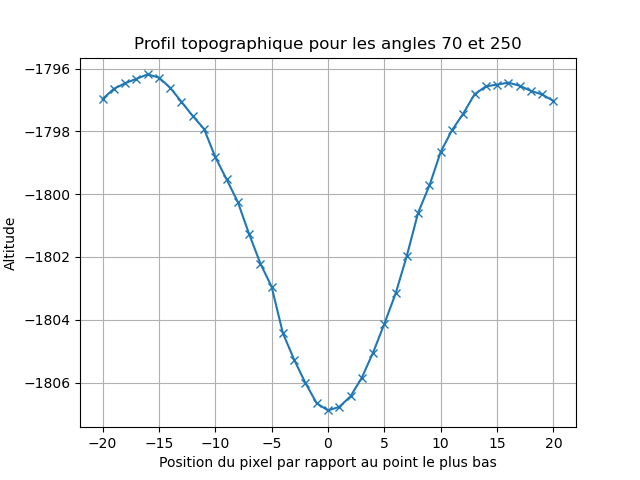 Profil topographique pour les angles 70 et 250
−1796
−1798
−1800
−1802
−1804
−1806
Altitude
−20 −15 −10 −5 0 5 10 15 20
Position du pixel par rapport au point le plus bas